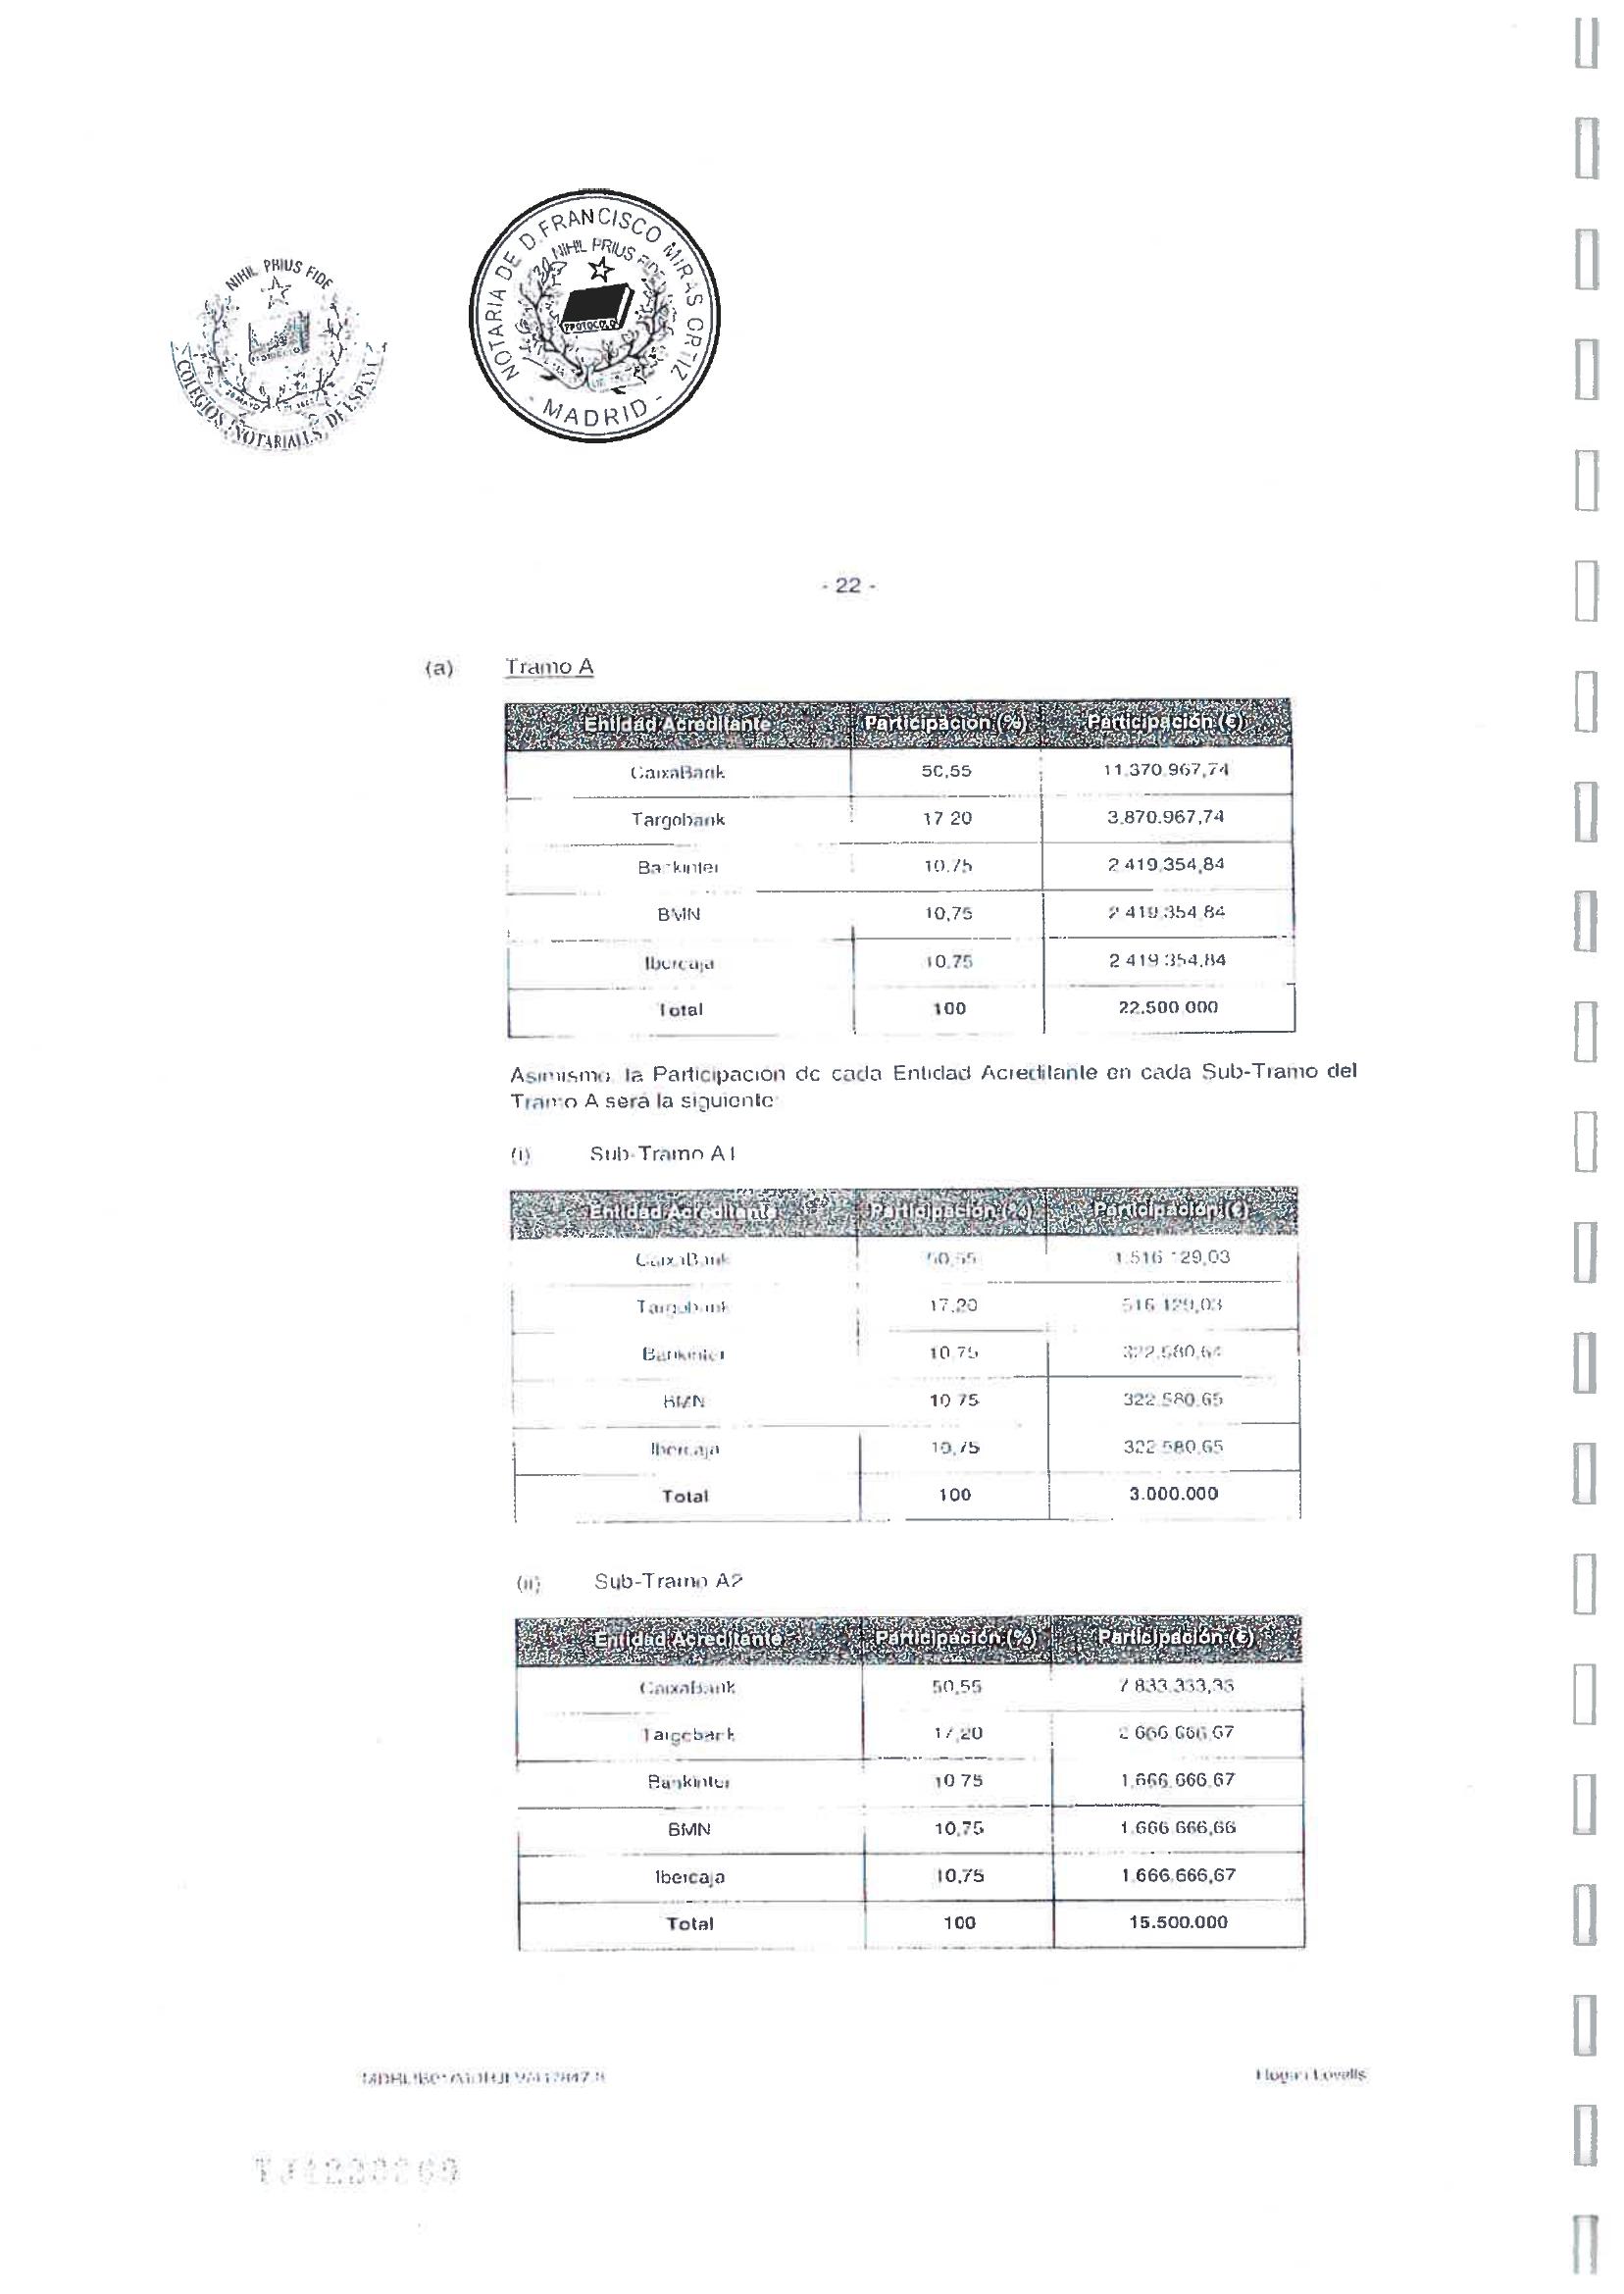 NIHIL PRIUS FIDE
COLEGIOS NOTARIALES DE ESPAÑA
NOTARIA DE D. FRANCISCO MIRAS ORTIZ
NIHIL PRIUS FIDE
PROTOCOLO
- MADRID -
- 22 -
(a) Tramo A
Entidad Acreditante Participación (%) Participación (€)
CaixaBank 50,55 11.370.967,74
Targobank 17,20 3.870.967,74
Bankinter 10,75 2.419.354,84
BMN 10,75 2.419.354,84
Ibercaja 10,75 2.419.354,84
Total 100 22.500.000
Asimismo, la Participación de cada Entidad Acreditante en cada Sub-Tramo del
Tramo A será la siguiente:
(i) Sub-Tramo A1
Entidad Acreditante Participación (%) Participación (€)
CaixaBank 50,55 1.516.129,03
Targobank 17,20 516.129,03
Bankinter 10,75 322.580,64
BMN 10,75 322.580,65
Ibercaja 10,75 322.580,65
Total 100 3.000.000
(ii) Sub-Tramo A2
Entidad Acreditante Participación (%) Participación (€)
CaixaBank 50,55 7.833.333,33
Targobank 17,20 2.666.666,67
Bankinter 10,75 1.666.666,67
BMN 10,75 1.666.666,66
Ibercaja 10,75 1.666.666,67
Total 100 15.500.000
Hogan Lovells